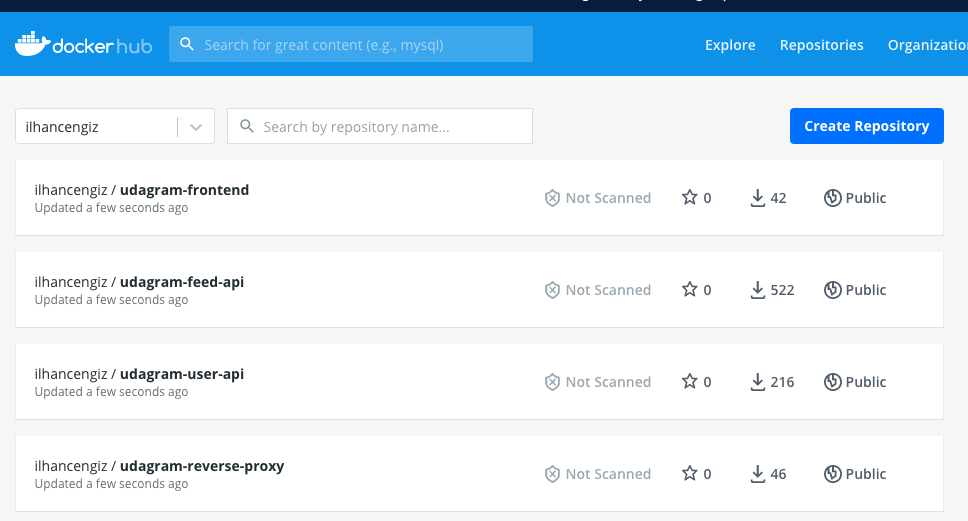 docker hub
Search for great content (e.g., mysql)
Explore
Repositories
ilhancengiz
Search by repository name...
Create Repository
ilhancengiz / udagram-frontend
Updated a few seconds ago
Not Scanned
0
42
Public
ilhancengiz / udagram-feed-api
Updated a few seconds ago
Not Scanned
0
522
Public
ilhancengiz / udagram-user-api
Updated a few seconds ago
Not Scanned
0
216
Public
ilhancengiz / udagram-reverse-proxy
Updated a few seconds ago
Not Scanned
0
46
Public